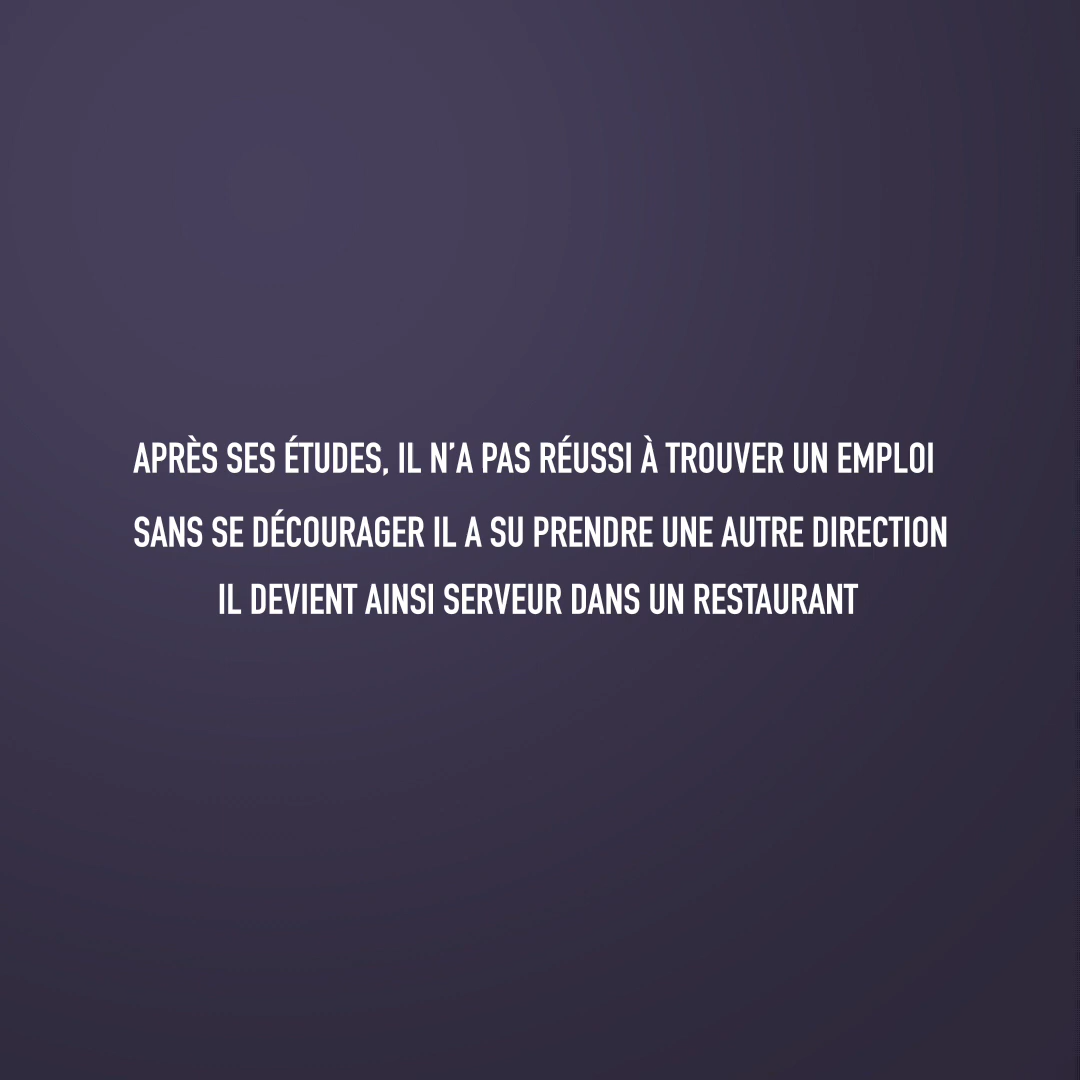 APRÈS SES ÉTUDES, IL N'A PAS RÉUSSI À TROUVER UN EMPLOI
SANS SE DÉCOURAGER IL A SU PRENDRE UNE AUTRE DIRECTION
IL DEVIENT AINSI SERVEUR DANS UN RESTAURANT